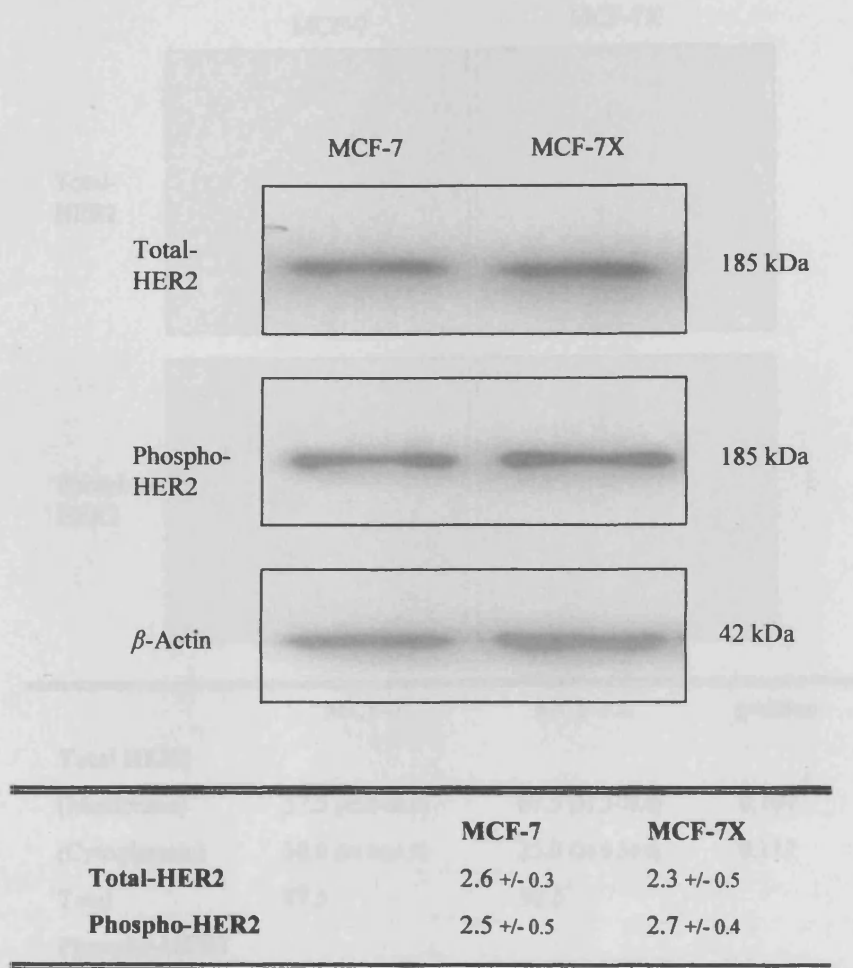 MCF-7 MCF-7X
Total-
HER2
185 kDa
Phospho-
HER2
185 kDa
β-Actin
42 kDa
MCF-7 MCF-7X
Total-HER2 2.6 +/- 0.3 2.3 +/- 0.5
Phospho-HER2 2.5 +/- 0.5 2.7 +/- 0.4